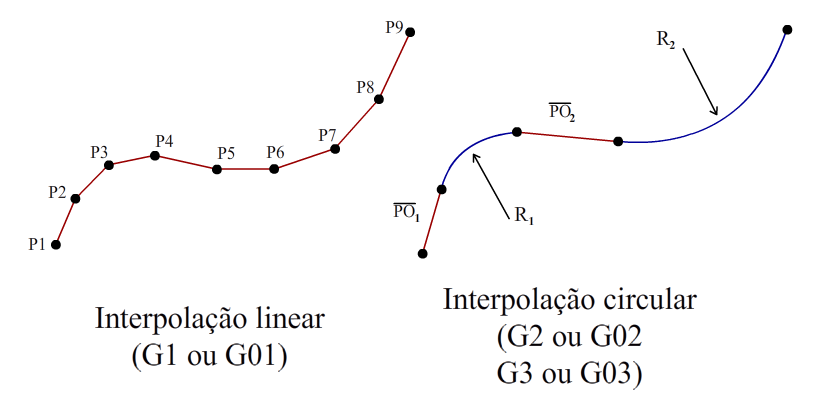 P1
P2
P3
P4
P5
P6
P7
P8
P9
Interpolação linear
(G1 ou G01)
PO1
R1
PO2
R2
Interpolação circular
(G2 ou G02
G3 ou G03)